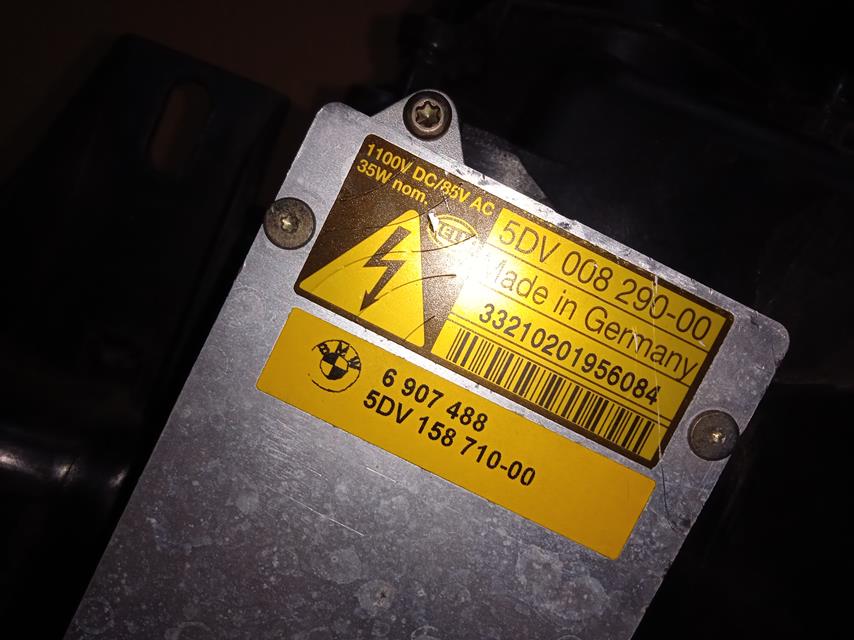 1100V DC/85V AC
35W nom.
5DV 008 290-00
Made in Germany
33210201956084
BMW
6 907 488
5DV 158 710-00